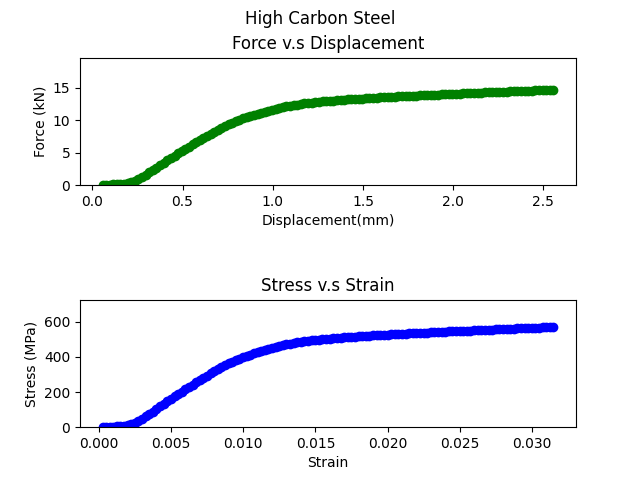 High Carbon Steel
Force v.s Displacement
Force (kN)
15
10
5
0
0.0 0.5 1.0 1.5 2.0 2.5
Displacement(mm)
Stress v.s Strain
Stress (MPa)
600
400
200
0
0.000 0.005 0.010 0.015 0.020 0.025 0.030
Strain